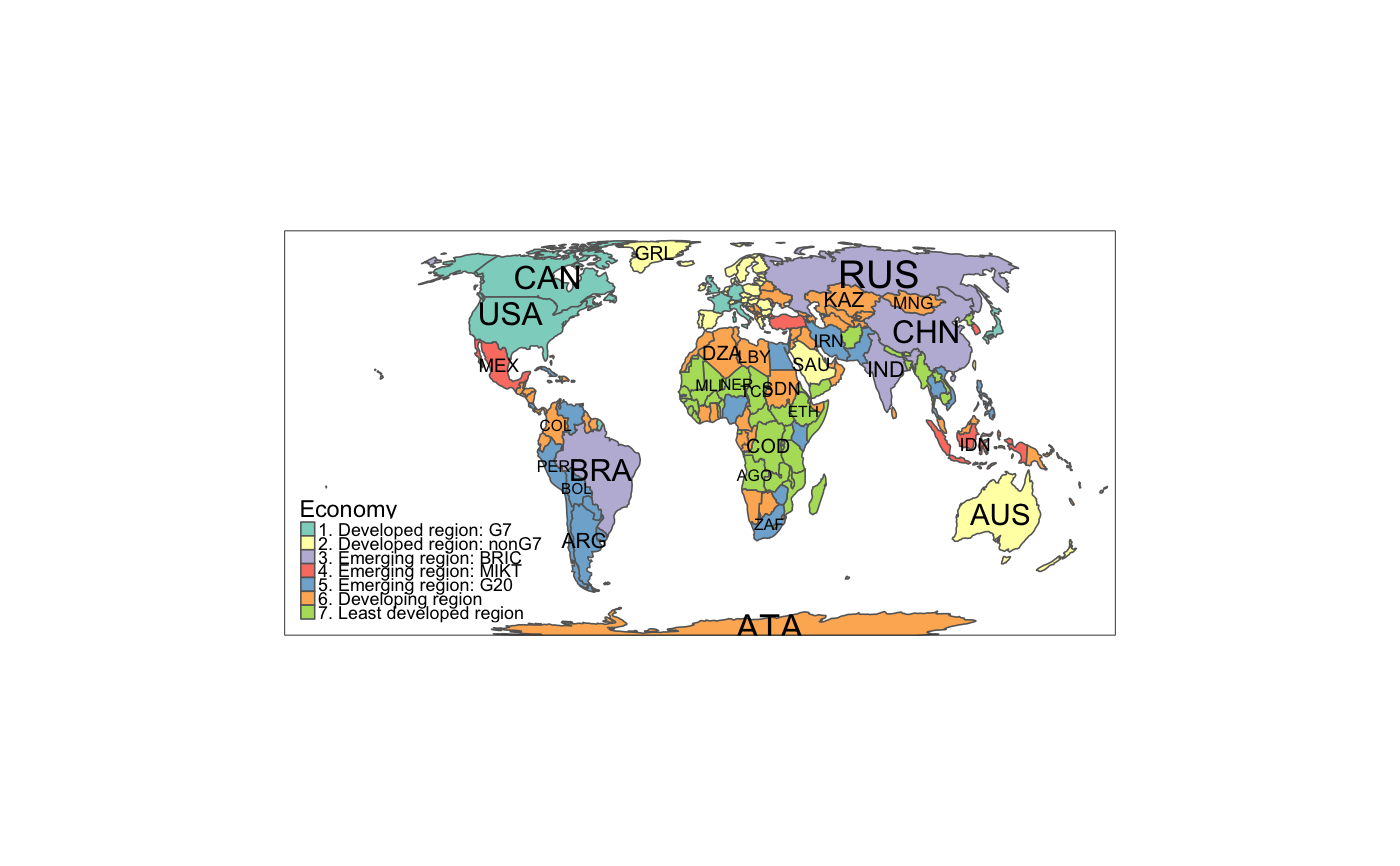 GRL
CAN
RUS
KAZ
MNG
USA
CHN
IRN
DZA
LBY
MEX
SAU
IND
MLI
NER
TCD
SDN
ETH
COL
IDN
COD
PER
BRA
AGO
BOL
AUS
ZAF
ARG
Economy
1. Developed region: G7
2. Developed region: nonG7
3. Emerging region: BRIC
4. Emerging region: MIKT
5. Emerging region: G20
6. Developing region
7. Least developed region
ATA